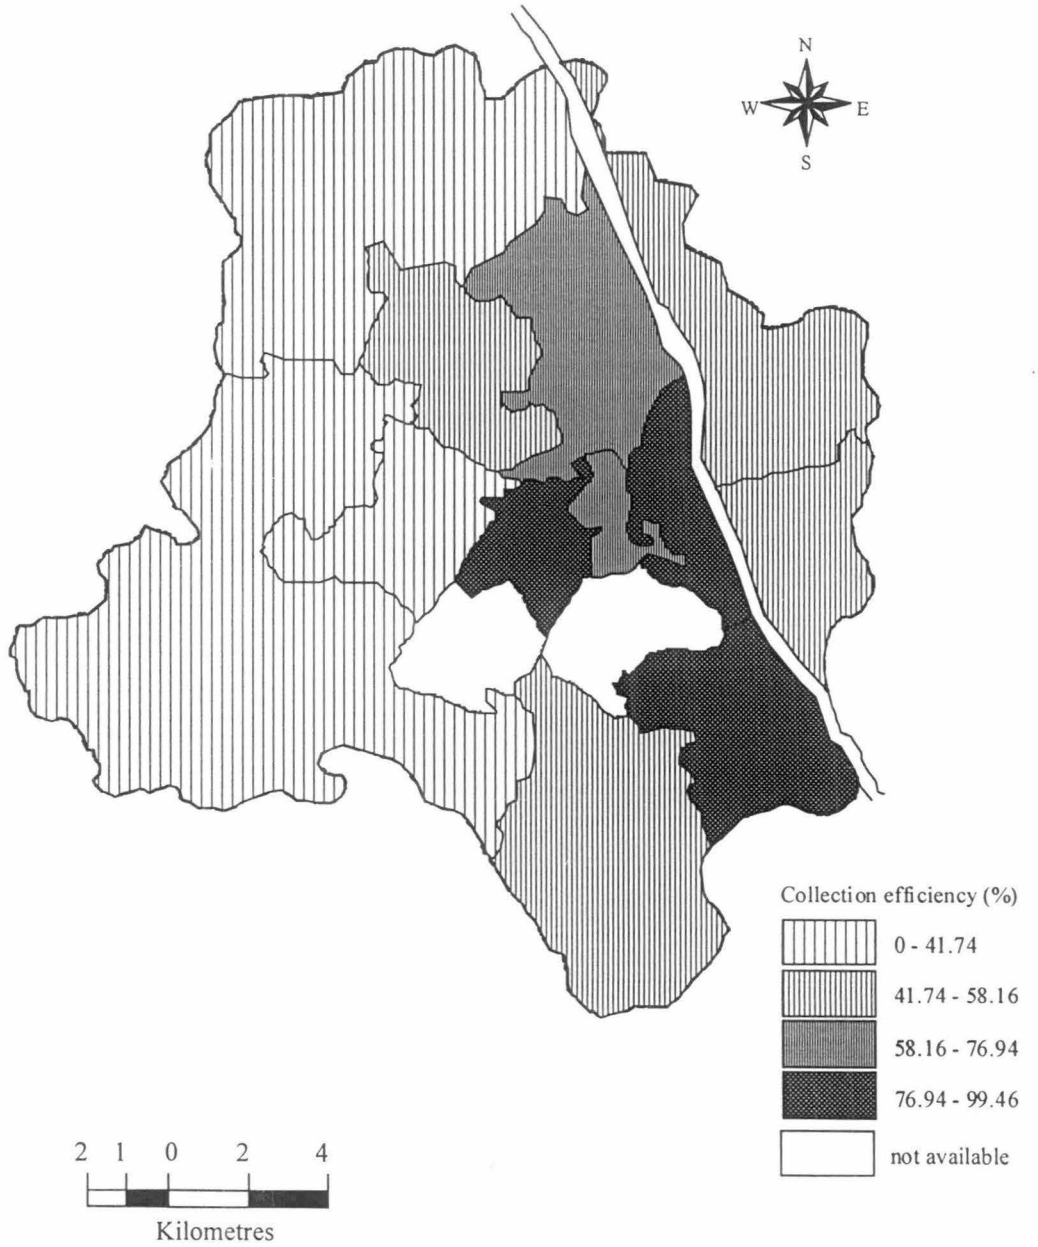 N
W E
S
Collection efficiency (%)
0 - 41.74
41.74 - 58.16
58.16 - 76.94
76.94 - 99.46
not available
2 1 0 2 4
Kilometres